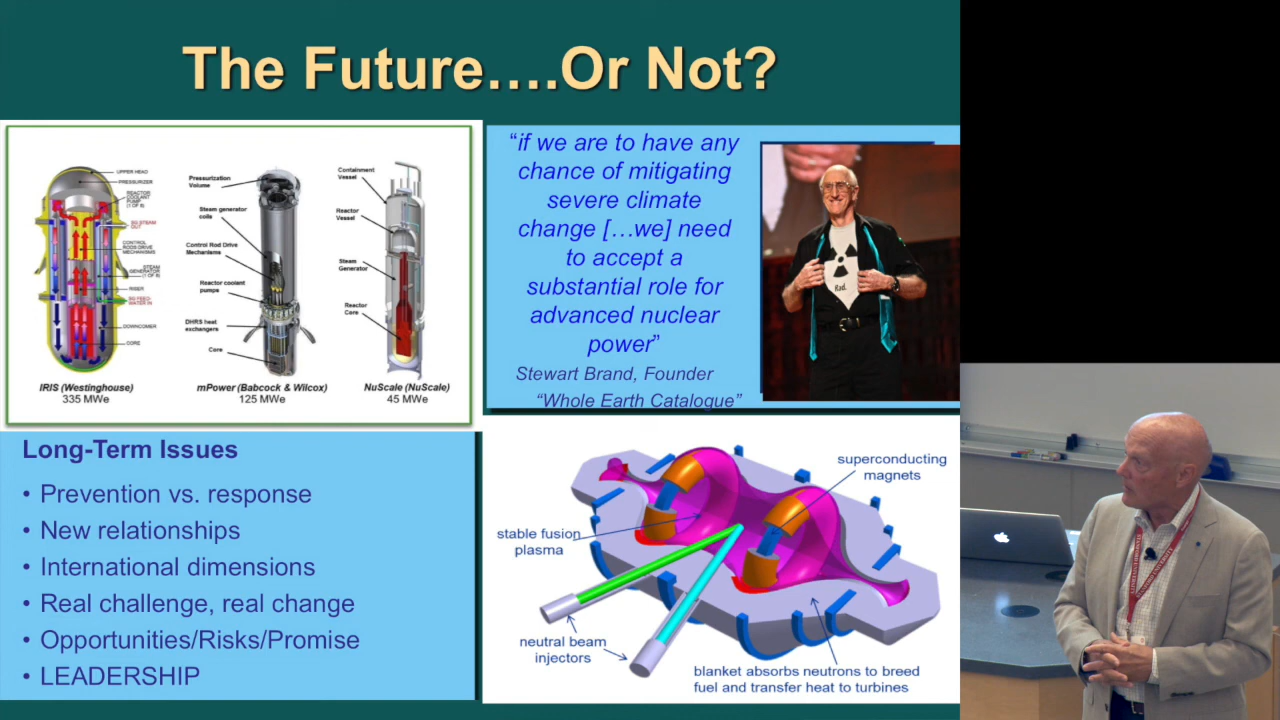 The Future….Or Not?
UPPER HEAD
PRESSURIZER
REACTOR
COOLANT
PUMP
(1 OF 8)
SG STEAM
OUT
CONTROL
RODS DRIVE
MECHANISMS
STEAM
GENERATOR
(1 OF 8)
RISER
SG FEED-
WATER IN
DOWNCOMER
CORE
IRIS (Westinghouse)
335 MWe
Pressurization
Volume
Steam generator
coils
Control Rod Drive
Mechanisms
Reactor coolant
pumps
DHRS heat
exchangers
Core
mPower (Babcock & Wilcox)
125 MWe
Containment
Vessel
Reactor
Vessel
Steam
Generator
Reactor
Core
NuScale (NuScale)
45 MWe
“if we are to have any
chance of mitigating
severe climate
change […we] need
to accept a
substantial role for
advanced nuclear
power”
Stewart Brand, Founder
“Whole Earth Catalogue”
Rad.
Long-Term Issues
• Prevention vs. response
• New relationships
• International dimensions
• Real challenge, real change
• Opportunities/Risks/Promise
• LEADERSHIP
superconducting
magnets
stable fusion
plasma
neutral beam
injectors
blanket absorbs neutrons to breed
fuel and transfer heat to turbines